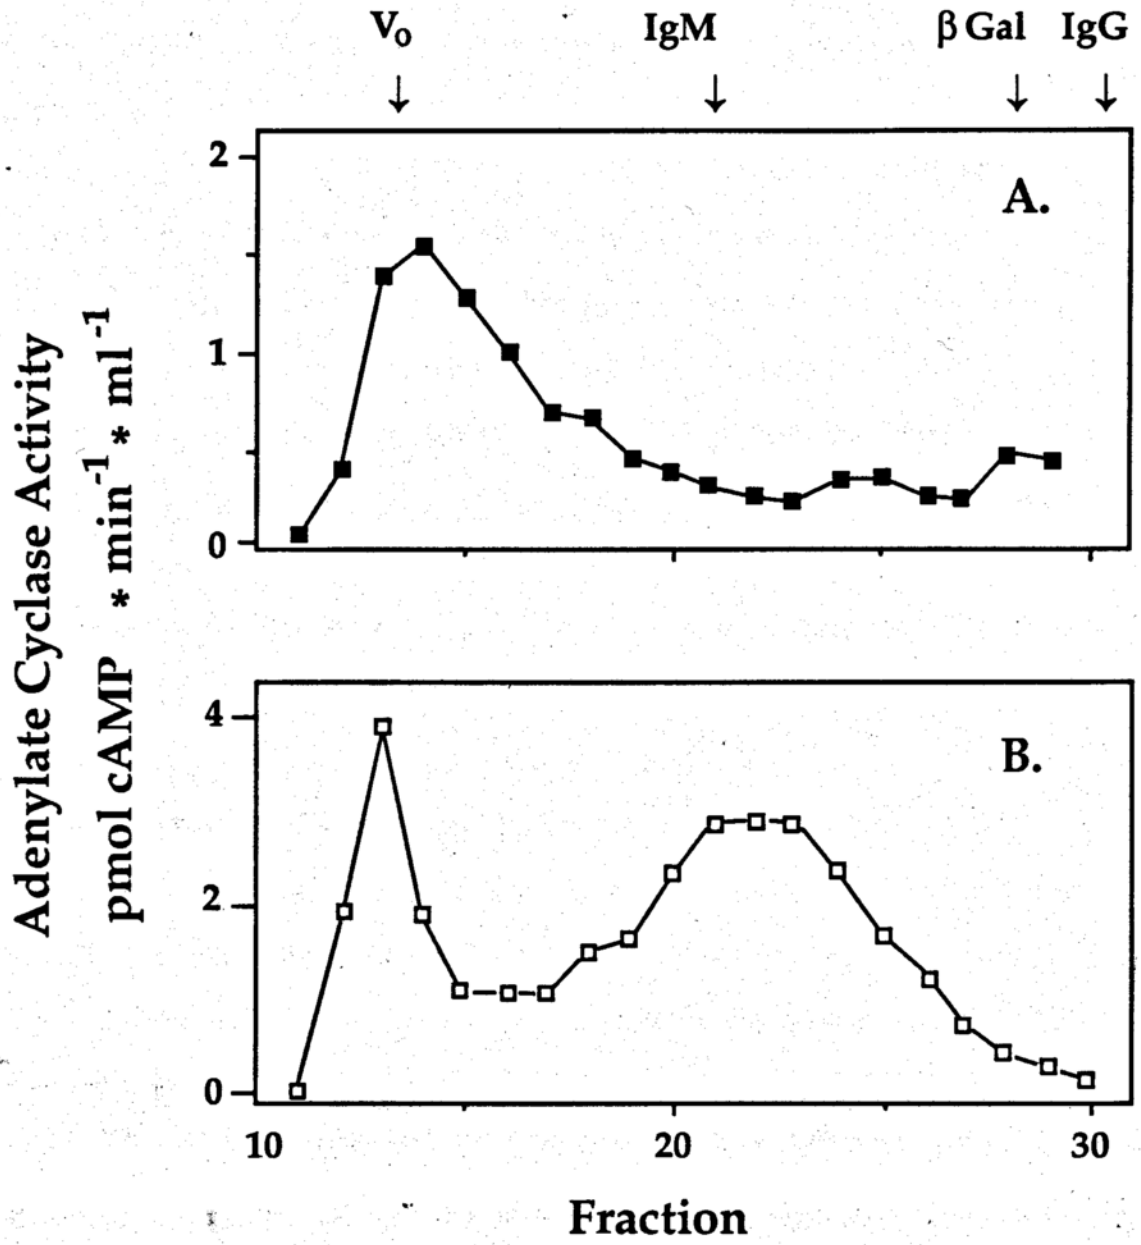 V₀ IgM β Gal IgG
A.
2
1
0
Adenylate Cyclase Activity
pmol cAMP * min⁻¹ * ml⁻¹
B.
4
2
0
10 20 30
Fraction